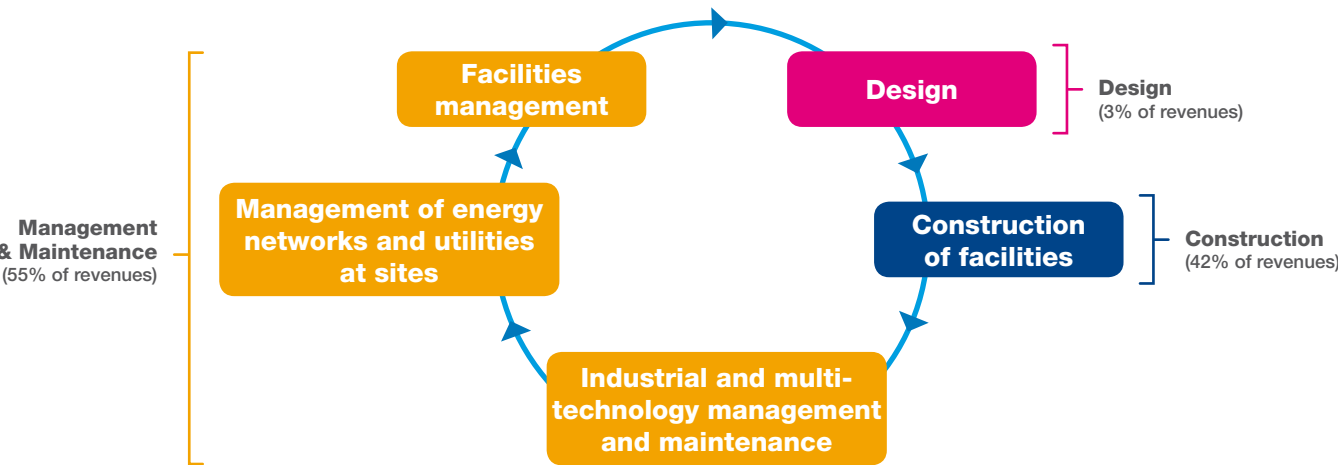 Facilities
management
Design
Design
(3% of revenues)
Management of energy
networks and utilities
at sites
Management
& Maintenance
(55% of revenues)
Construction
of facilities
Construction
(42% of revenues)
Industrial and multi-
technology management
and maintenance